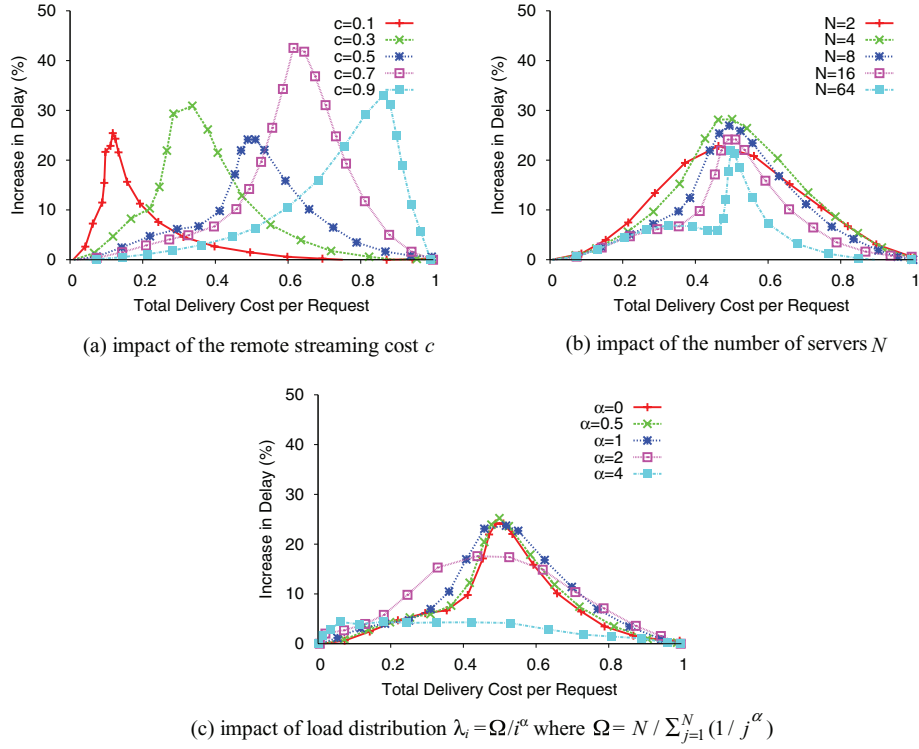 50
40
30
20
10
0
Increase in Delay (%)
c=0.1
c=0.3
c=0.5
c=0.7
c=0.9
0 0.2 0.4 0.6 0.8 1
Total Delivery Cost per Request
(a) impact of the remote streaming cost c
50
40
30
20
10
0
Increase in Delay (%)
N=2
N=4
N=8
N=16
N=64
0 0.2 0.4 0.6 0.8 1
Total Delivery Cost per Request
(b) impact of the number of servers N
50
40
30
20
10
0
Increase in Delay (%)
α=0
α=0.5
α=1
α=2
α=4
0 0.2 0.4 0.6 0.8 1
Total Delivery Cost per Request
(c) impact of load distribution λ_i = Ω/i^α where Ω = N / ∑_{j=1}^{N} (1/j^α)